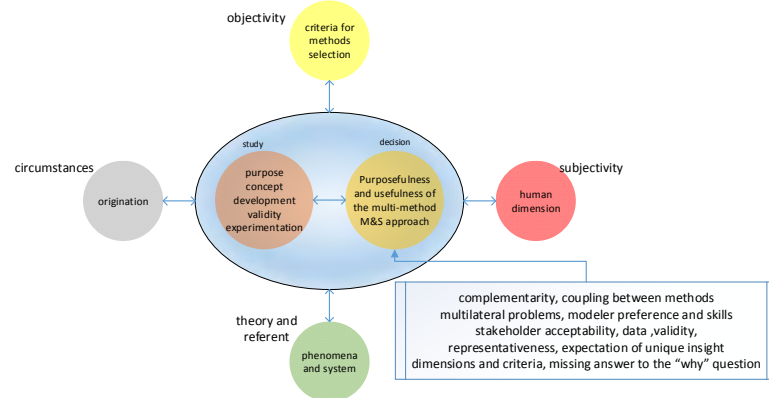 objectivity
criteria for
methods
selection
study
decision
circumstances
subjectivity
origination
purpose
concept
development
validity
experimentation
Purposefulness
and usefulness of
the multi-method
M&S approach
human
dimension
theory and
referent
phenomena
and system
complementarity, coupling between methods
multilateral problems, modeler preference and skills
stakeholder acceptability, data ,validity,
representativeness, expectation of unique insight
dimensions and criteria, missing answer to the “why” question